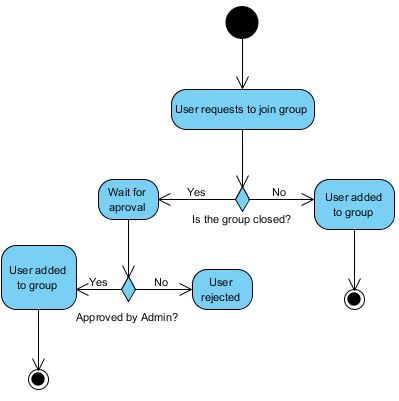 User requests to join group
Wait for
aproval
Yes
No
User added
to group
Is the group closed?
User added
to group
Yes
No
User
rejected
Approved by Admin?